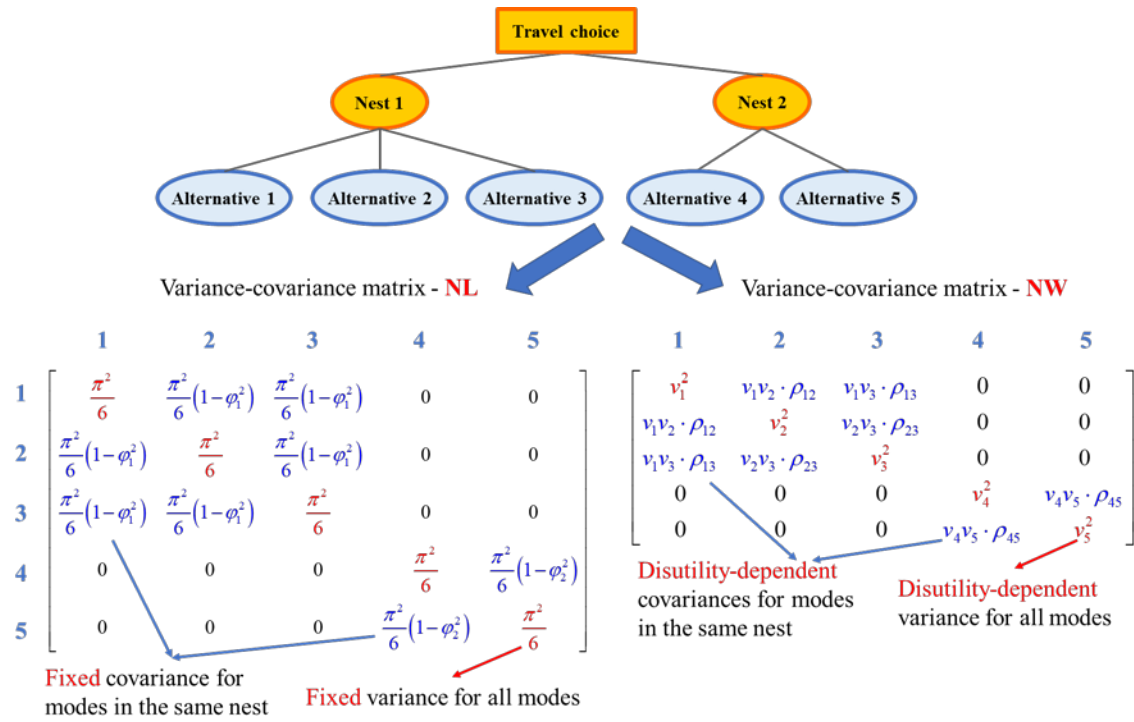 Travel choice
Nest 1
Nest 2
Alternative 1
Alternative 2
Alternative 3
Alternative 4
Alternative 5
Variance-covariance matrix - NL
1 2 3 4 5
1 π²/6 π²/6(1−φ₁²) π²/6(1−φ₁²) 0 0
2 π²/6(1−φ₁²) π²/6 π²/6(1−φ₁²) 0 0
3 π²/6(1−φ₁²) π²/6(1−φ₁²) π²/6 0 0
4 0 0 0 π²/6 π²/6(1−φ₂²)
5 0 0 0 π²/6(1−φ₂²) π²/6
Fixed covariance for
modes in the same nest
Fixed variance for all modes
Variance-covariance matrix - NW
1 2 3 4 5
v₁² v₁v₂·ρ₁₂ v₁v₃·ρ₁₃ 0 0
v₁v₂·ρ₁₂ v₂² v₂v₃·ρ₂₃ 0 0
v₁v₃·ρ₁₃ v₂v₃·ρ₂₃ v₃² 0 0
0 0 0 v₄² v₄v₅·ρ₄₅
0 0 0 v₄v₅·ρ₄₅ v₅²
Disutility-dependent
covariances for modes
in the same nest
Disutility-dependent
variance for all modes